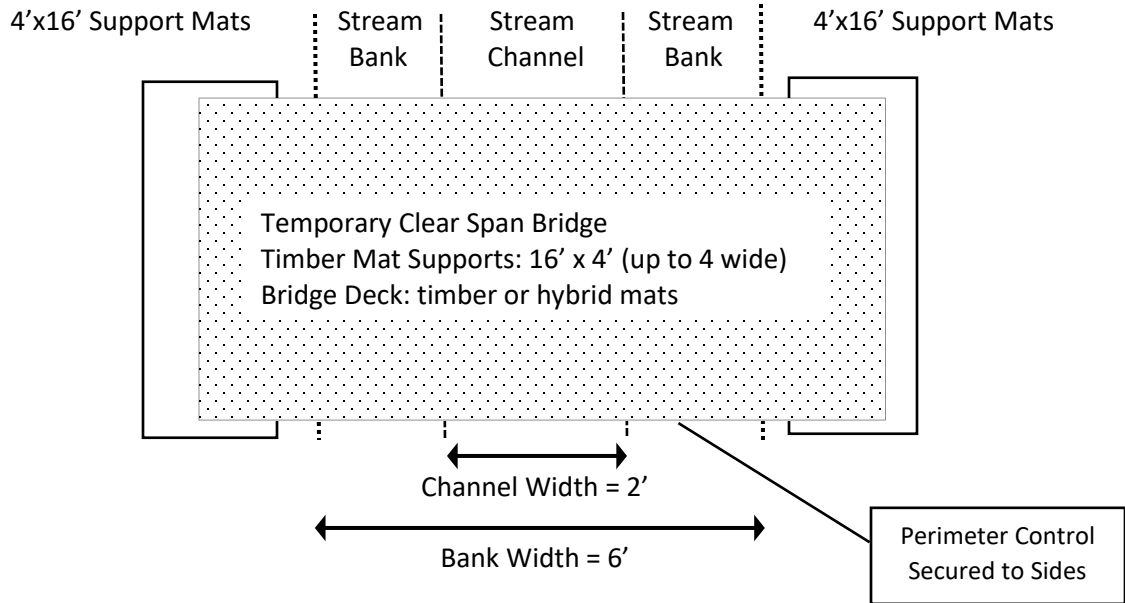 4’x16’ Support Mats
Stream
Bank
Stream
Channel
Stream
Bank
4’x16’ Support Mats
Temporary Clear Span Bridge
Timber Mat Supports: 16’ x 4’ (up to 4 wide)
Bridge Deck: timber or hybrid mats
Channel Width = 2’
Bank Width = 6’
Perimeter Control
Secured to Sides